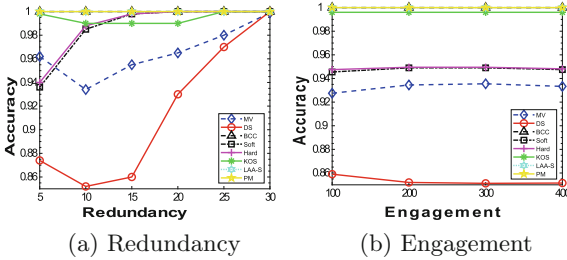 1
0.98
0.96
0.94
0.92
0.9
0.88
0.86
Accuracy
5 10 15 20 25 30
Redundancy
MV
DS
BCC
Soft
Hard
KOS
LAA-S
PM
(a) Redundancy
1
0.98
0.96
0.94
0.92
0.9
0.88
0.86
Accuracy
100 200 300 400
Engagement
MV
DS
BCC
Soft
Hard
KOS
LAA-S
PM
(b) Engagement